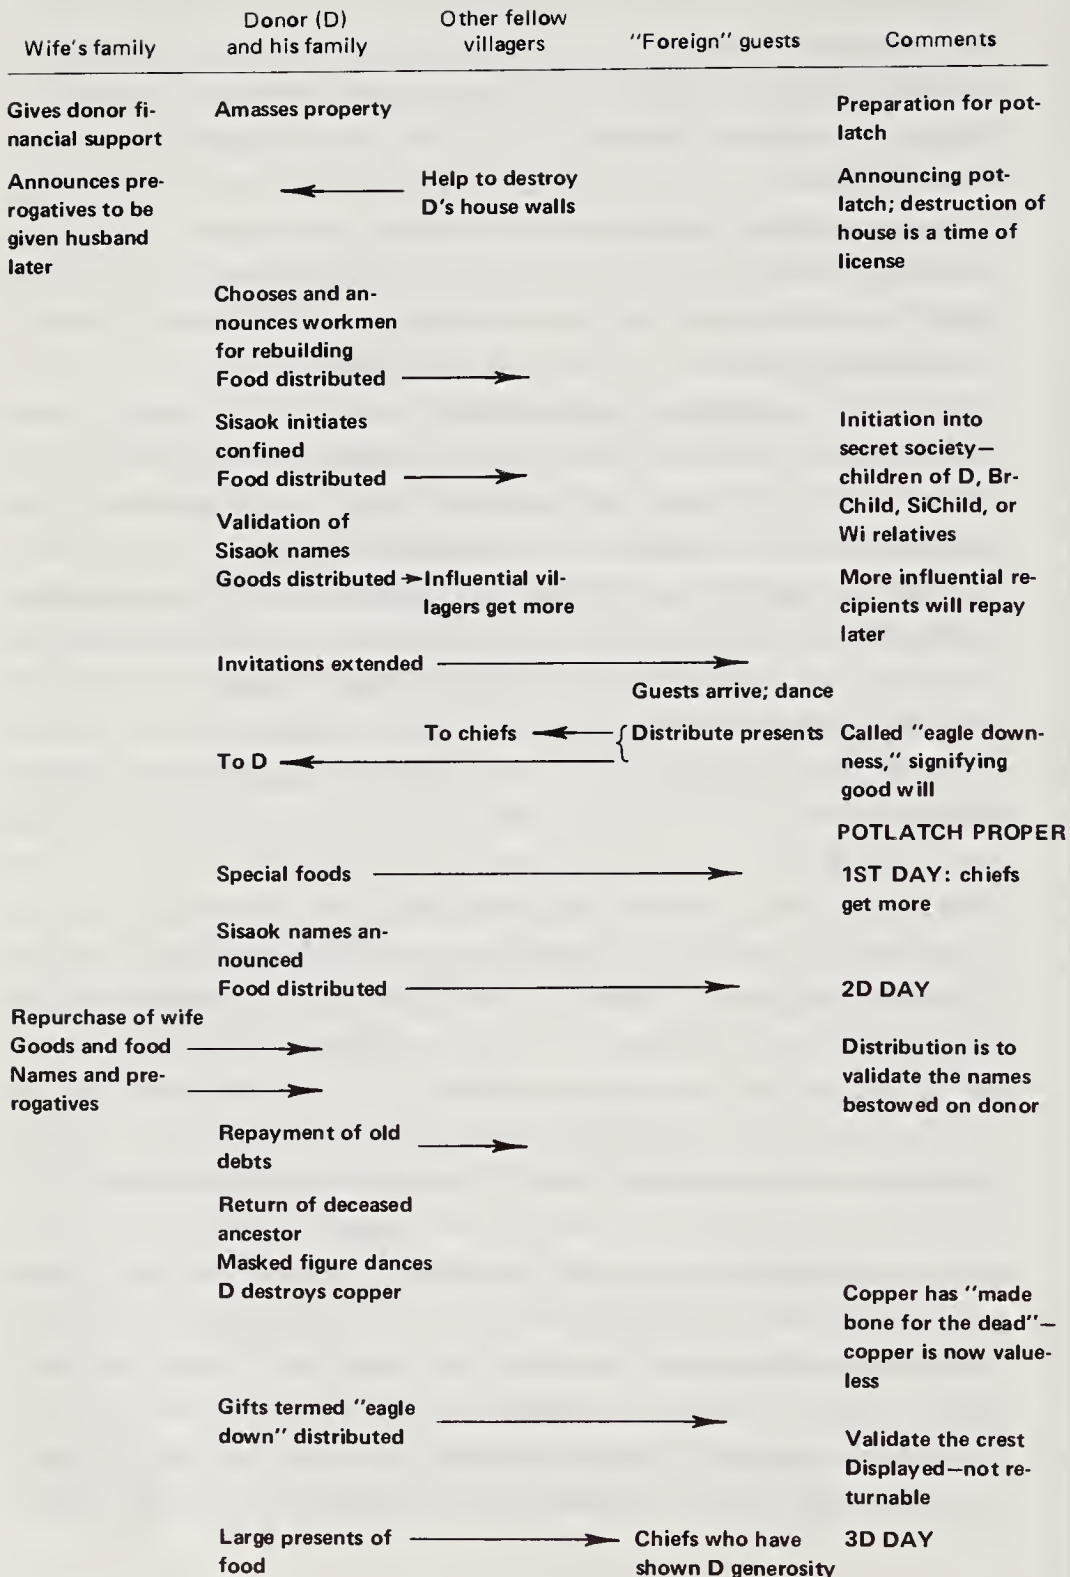 Wife's family
Donor (D)
and his family
Other fellow
villagers
"Foreign" guests
Comments
Gives donor fi-
nancial support
Amasses property
Preparation for pot-
latch
Announces pre-
rogatives to be
given husband
later
Help to destroy
D's house walls
Announcing pot-
latch; destruction of
house is a time of
license
Chooses and an-
nounces workmen
for rebuilding
Food distributed
Sisaok initiates
confined
Food distributed
Initiation into
secret society—
children of D, Br-
Child, SiChild, or
Wi relatives
Validation of
Sisaok names
Goods distributed
Influential vil-
lagers get more
More influential re-
cipients will repay
later
Invitations extended
Guests arrive; dance
To chiefs
Distribute presents
To D
Called "eagle down-
ness," signifying
good will
POTLATCH PROPER
Special foods
1ST DAY: chiefs
get more
Sisaok names an-
nounced
Food distributed
2D DAY
Repurchase of wife
Goods and food
Names and pre-
rogatives
Distribution is to
validate the names
bestowed on donor
Repayment of old
debts
Return of deceased
ancestor
Masked figure dances
D destroys copper
Copper has "made
bone for the dead"—
copper is now value-
less
Gifts termed "eagle
down" distributed
Validate the crest
Displayed—not re-
turnable
Large presents of
food
Chiefs who have
shown D generosity
3D DAY